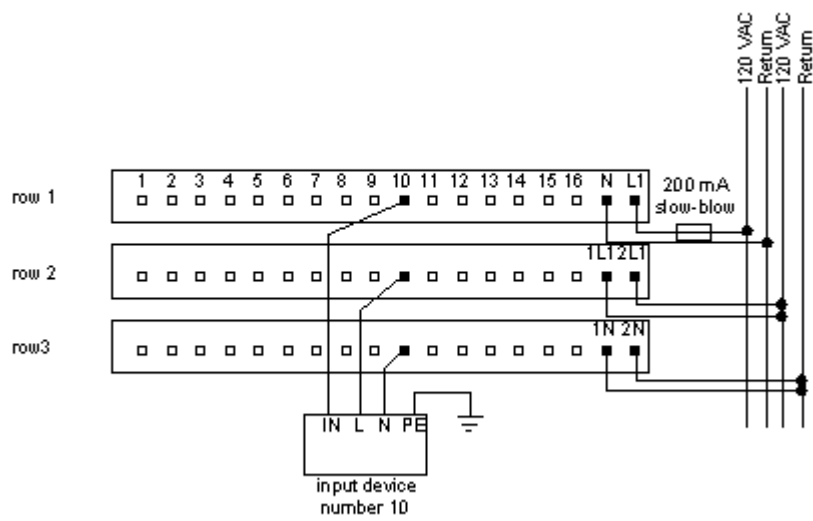 120 VAC
Return
120 VAC
Return
row 1
1 2 3 4 5 6 7 8 9 10 11 12 13 14 15 16 N L1
200 mA
slow-blow
row 2
1L1 2L1
row3
1N 2N
IN L N PE
input device
number 10